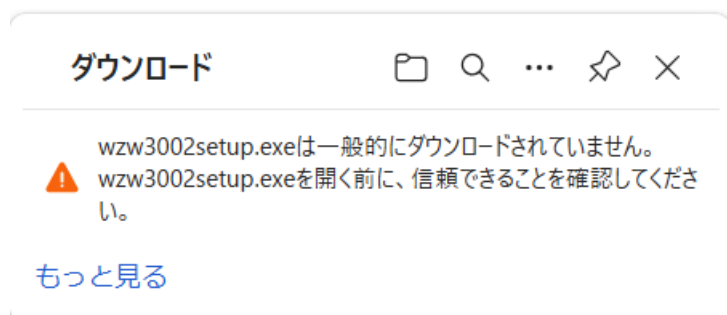 ダウンロード
wzw3002setup.exeは一般的にダウンロードされていません。
wzw3002setup.exeを開く前に、信頼できることを確認してくださ
い。
もっと見る